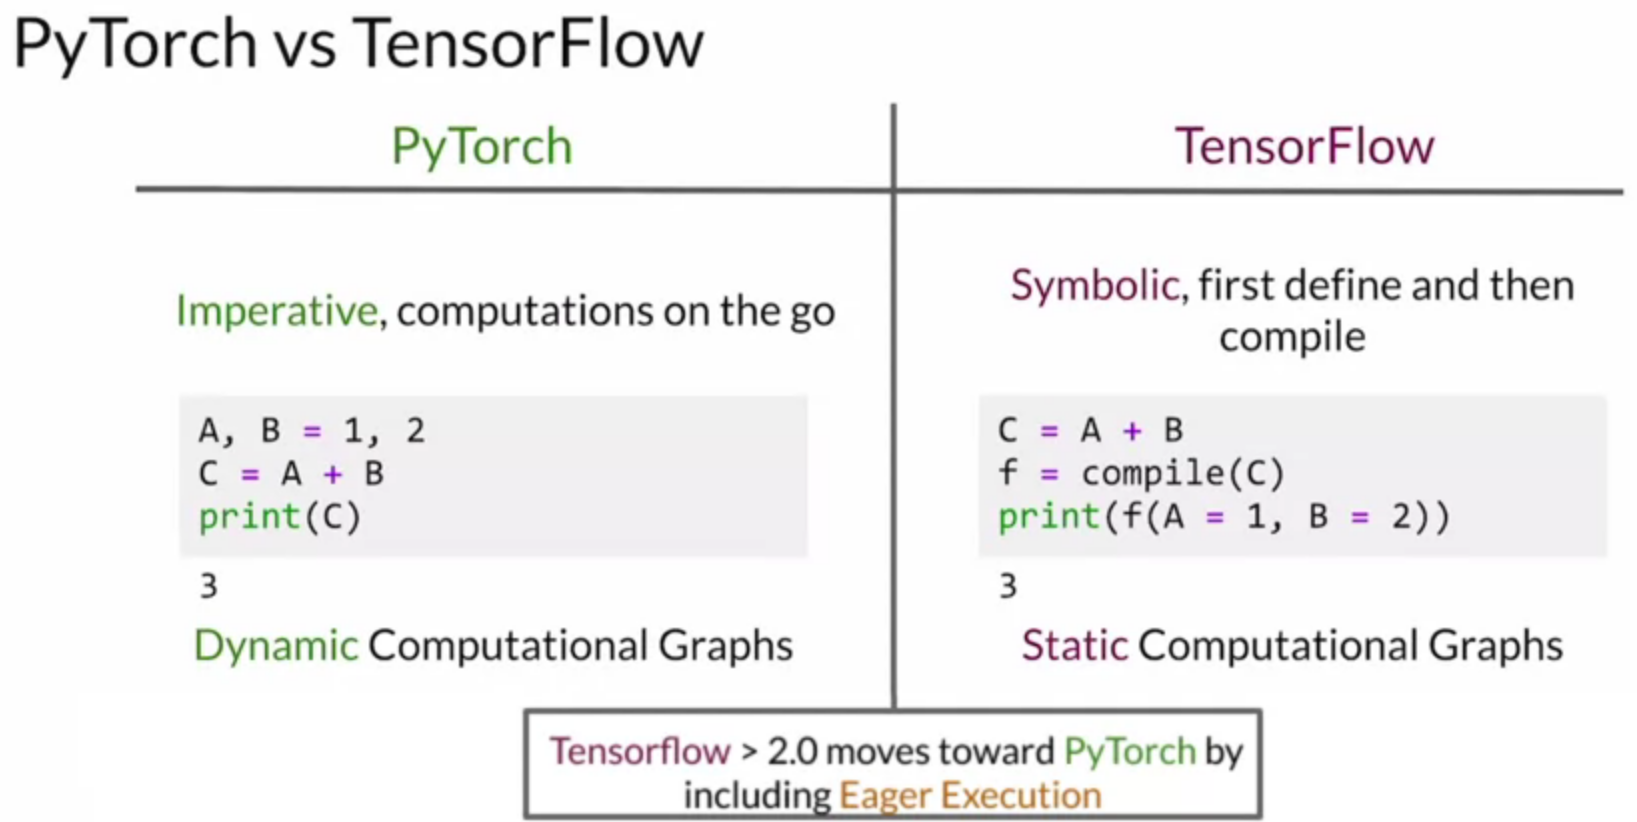 PyTorch vs TensorFlow
PyTorch
TensorFlow
Imperative, computations on the go
A, B = 1, 2
C = A + B
print(C)
3
Dynamic Computational Graphs
Symbolic, first define and then
compile
C = A + B
f = compile(C)
print(f(A = 1, B = 2))
3
Static Computational Graphs
Tensorflow > 2.0 moves toward PyTorch by
including Eager Execution